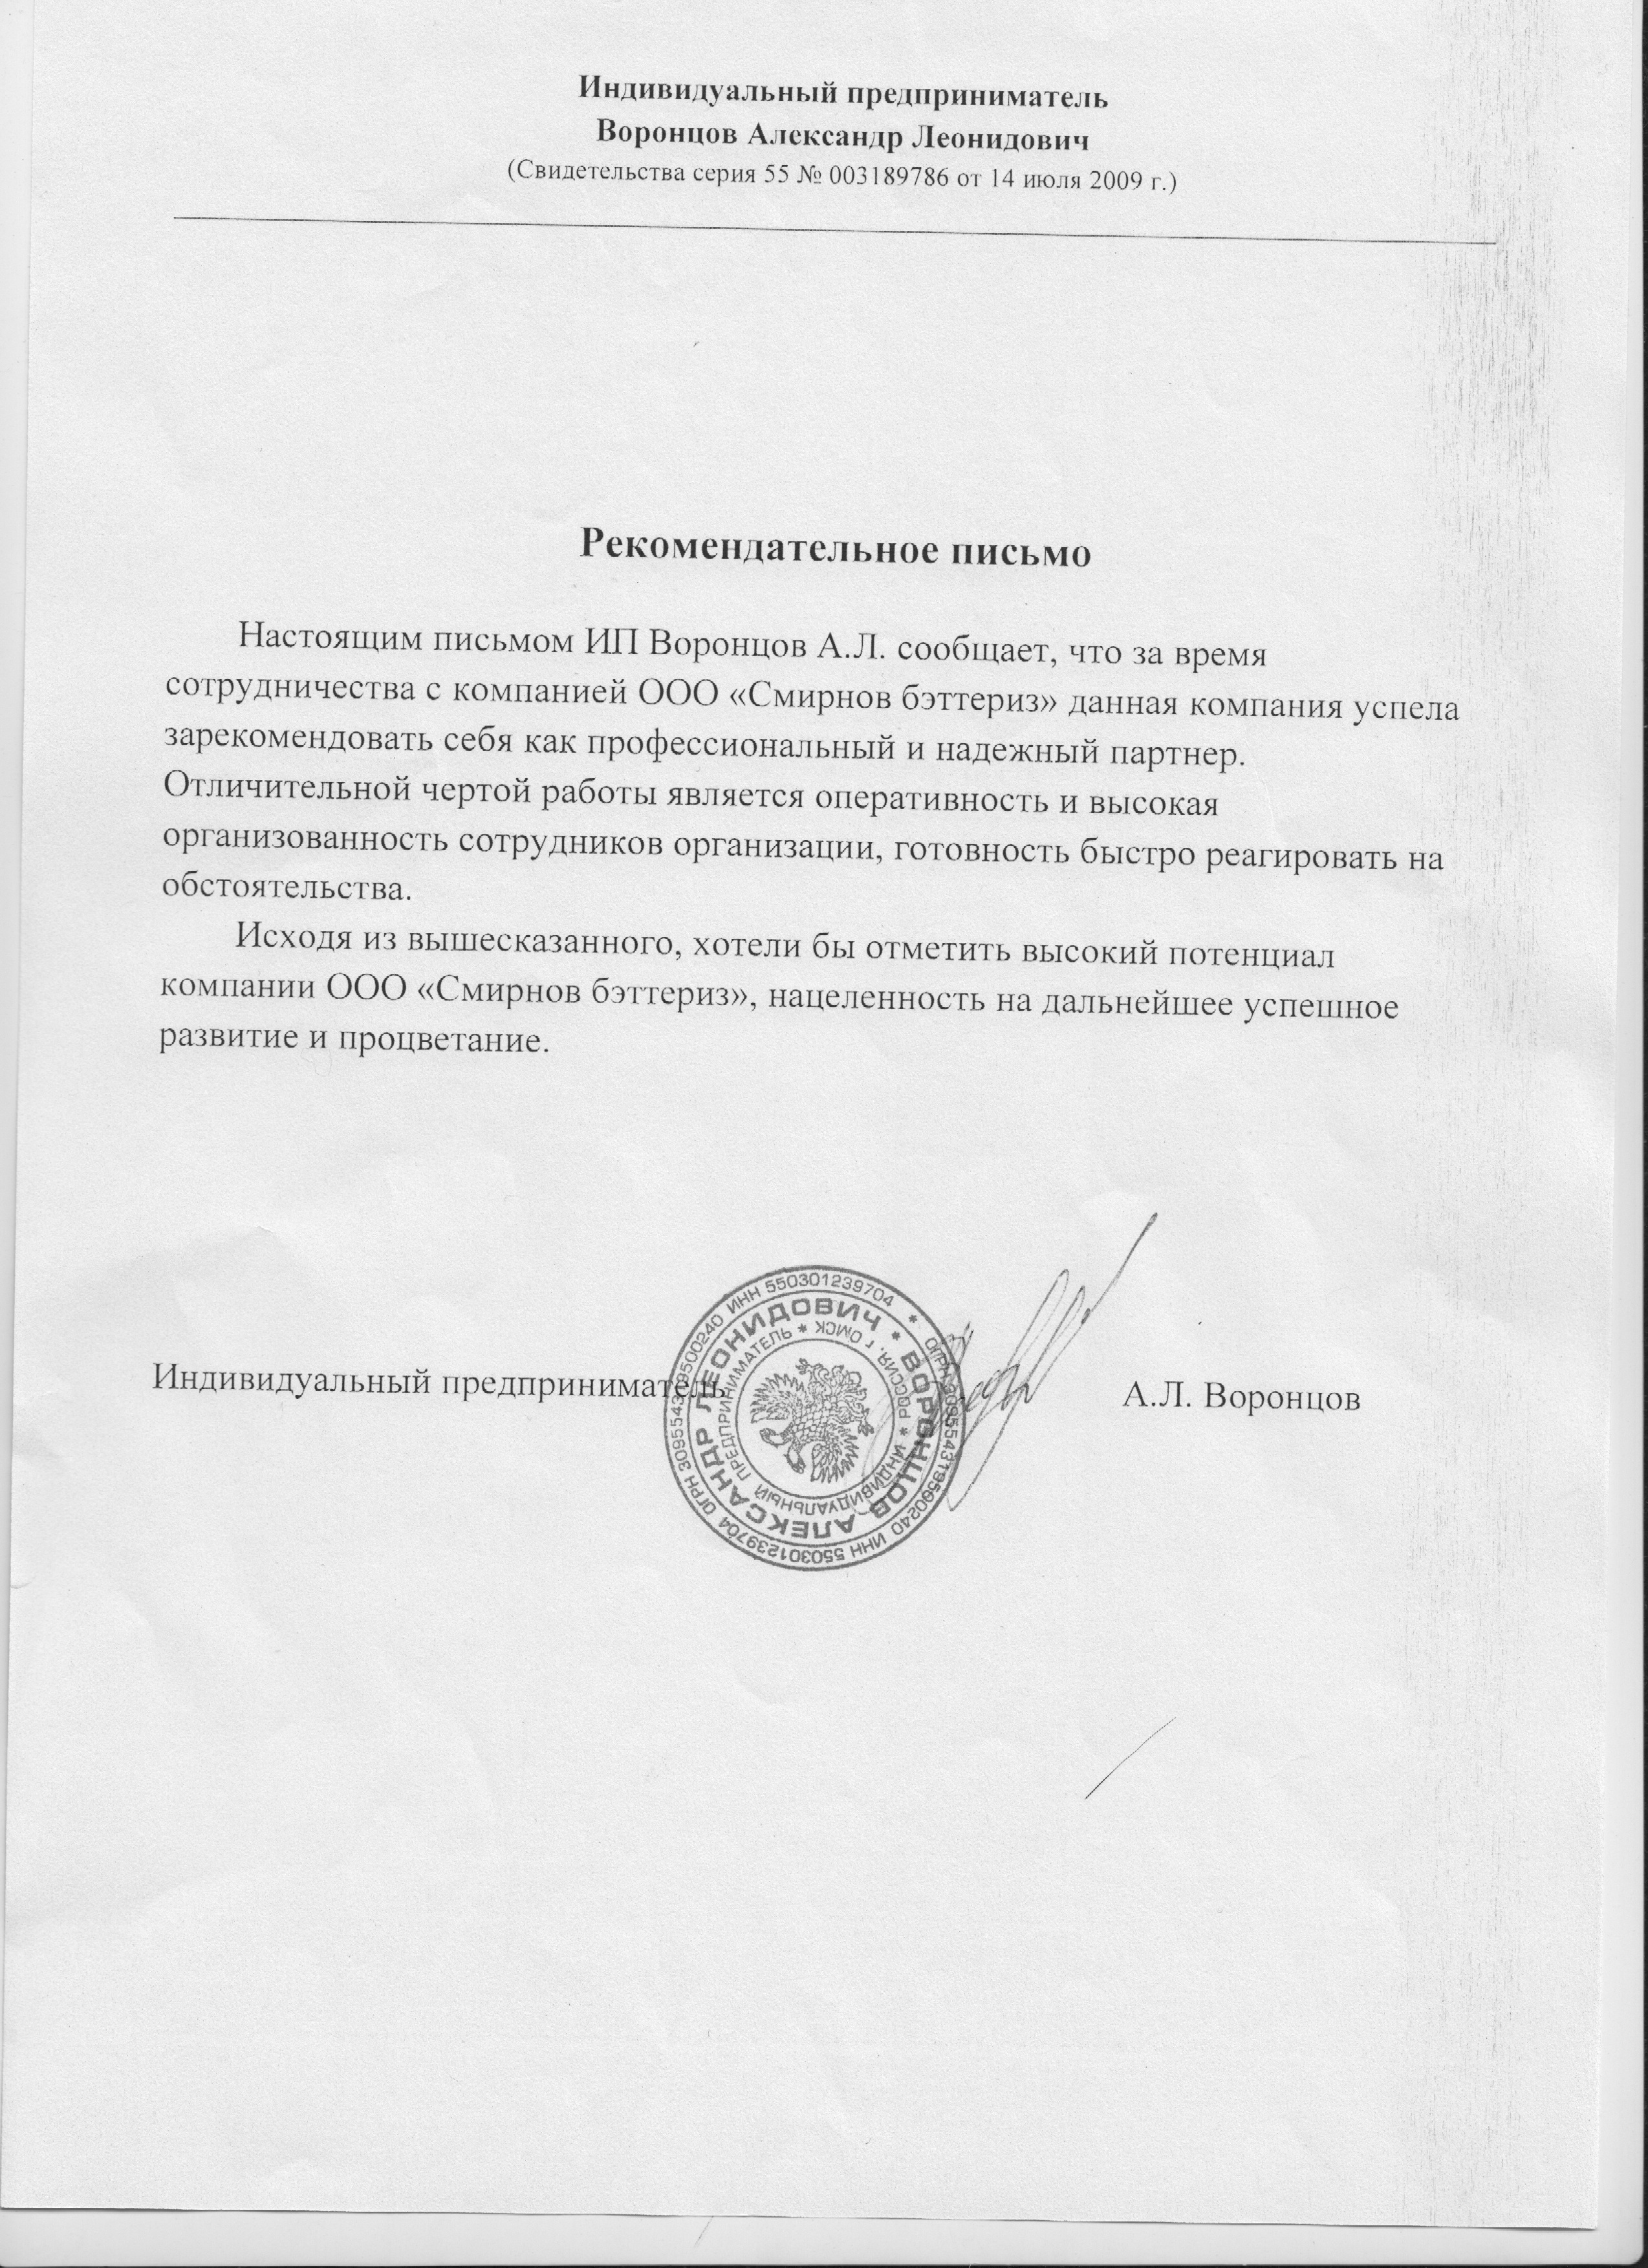 Индивидуальный предприниматель
Воронцов Александр Леонидович
(Свидетельства серия 55 № 003189786 от 14 июля 2009 г.)
Рекомендательное письмо
Настоящим письмом ИП Воронцов А.Л. сообщает, что за время
сотрудничества с компанией ООО «Смирнов бэттериз» данная компания успела
зарекомендовать себя как профессиональный и надежный партнер.
Отличительной чертой работы является оперативность и высокая
организованность сотрудников организации, готовность быстро реагировать на
обстоятельства.
Исходя из вышесказанного, хотели бы отметить высокий потенциал
компании ООО «Смирнов бэттериз», нацеленность на дальнейшее успешное
развитие и процветание.
Индивидуальный предприниматель
А.Л. Воронцов
ОГРН 309554319500240 ИНН 550301239704 * ОГРН 309554319500240 ИНН 550301239704
ВОРОНЦОВ АЛЕКСАНДР ЛЕОНИДОВИЧ *
ИНДИВИДУАЛЬНЫЙ ПРЕДПРИНИМАТЕЛЬ * РОССИЯ, г ОМСК *